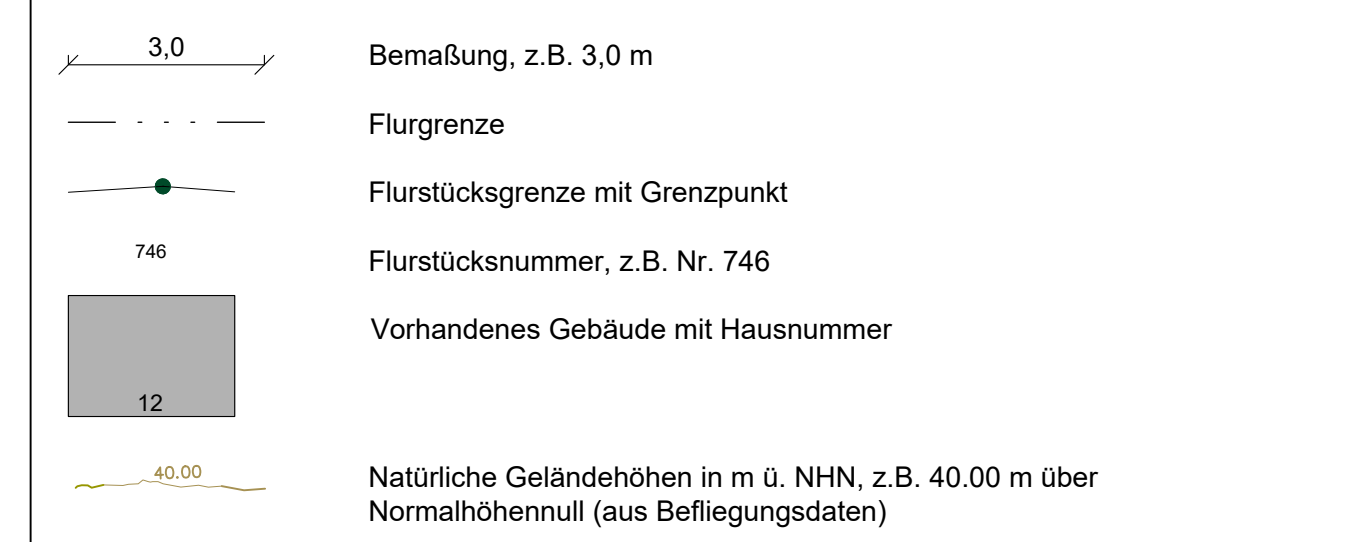 3,0
Bemaßung, z.B. 3,0 m
Flurgrenze
Flurstücksgrenze mit Grenzpunkt
746
Flurstücksnummer, z.B. Nr. 746
Vorhandenes Gebäude mit Hausnummer
12
40.00
Natürliche Geländehöhen in m ü. NHN, z.B. 40.00 m über
Normalhöhennull (aus Befliegungsdaten)